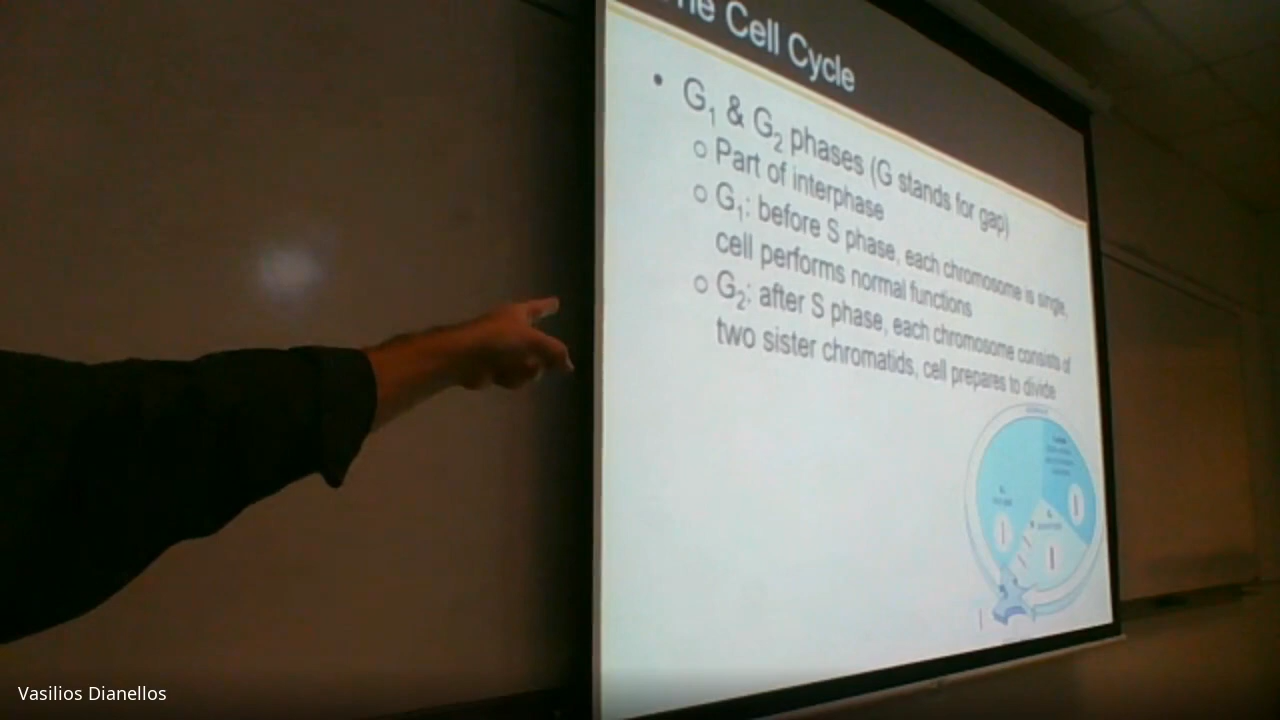 Cell Cycle
• G₁ & G₂ phases (G stands for gap)
○ Part of interphase
○ G₁: before S phase, each chromosome is single,
cell performs normal functions
○ G₂: after S phase, each chromosome consists of
two sister chromatids, cell prepares to divide
Vasilios Dianellos